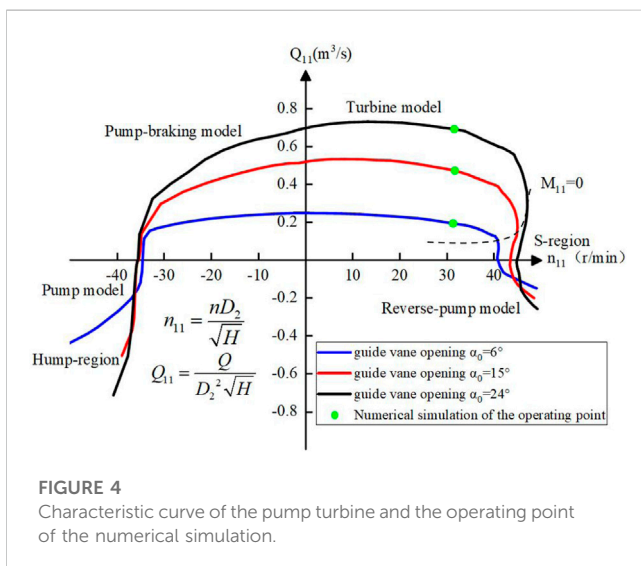 Q₁₁(m³/s)
0.8
Turbine model
Pump-braking model
0.6
0.4
M₁₁=0
0.2
S-region
-40 -30 -20 -10 0 10 20 30 40 n₁₁ (r/min)
Pump model
-0.2
Reverse-pump model
n₁₁ = nD₂ / √H
Hump-region
-0.4
Q₁₁ = Q / D₂²√H
-0.6
-0.8
guide vane opening α₀=6°
guide vane opening α₀=15°
guide vane opening α₀=24°
Numerical simulation of the operating point
FIGURE 4
Characteristic curve of the pump turbine and the operating point
of the numerical simulation.